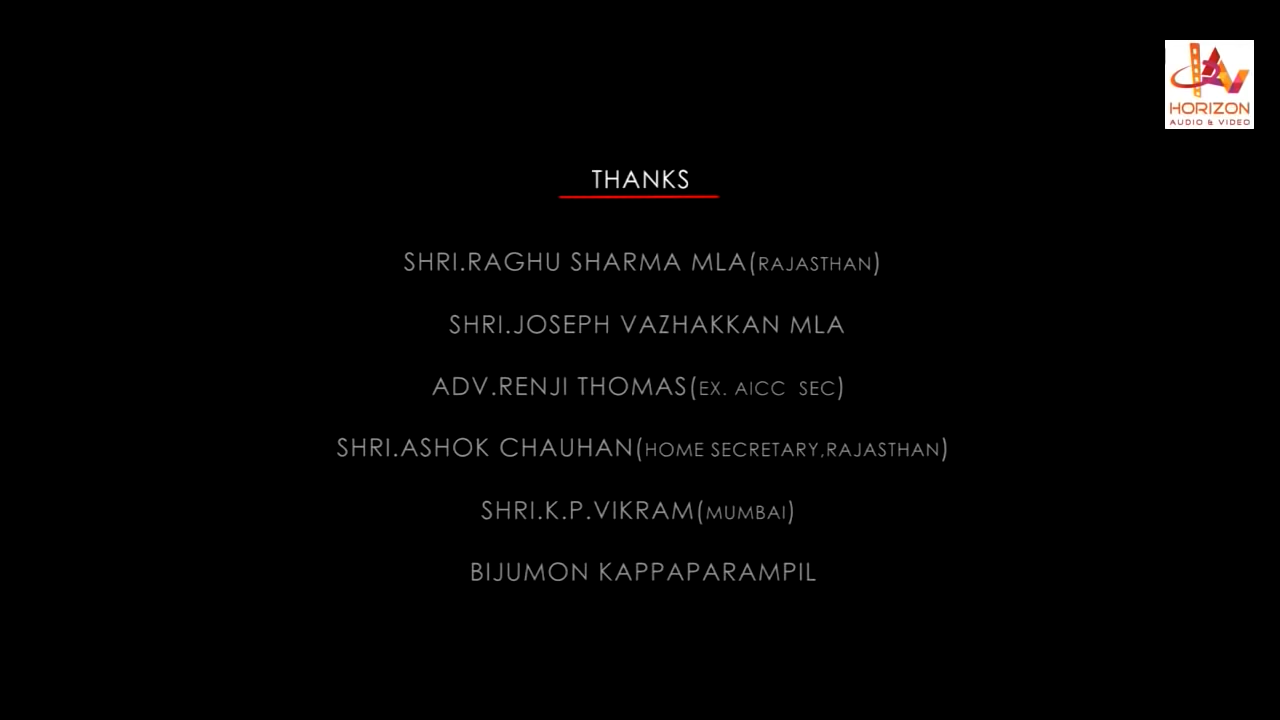 HORIZON
AUDIO & VIDEO
THANKS
SHRI.RAGHU SHARMA MLA(RAJASTHAN)
SHRI.JOSEPH VAZHAKKAN MLA
ADV.RENJI THOMAS(EX. AICC  SEC)
SHRI.ASHOK CHAUHAN(HOME SECRETARY,RAJASTHAN)
SHRI.K.P.VIKRAM(MUMBAI)
BIJUMON KAPPAPARAMPIL